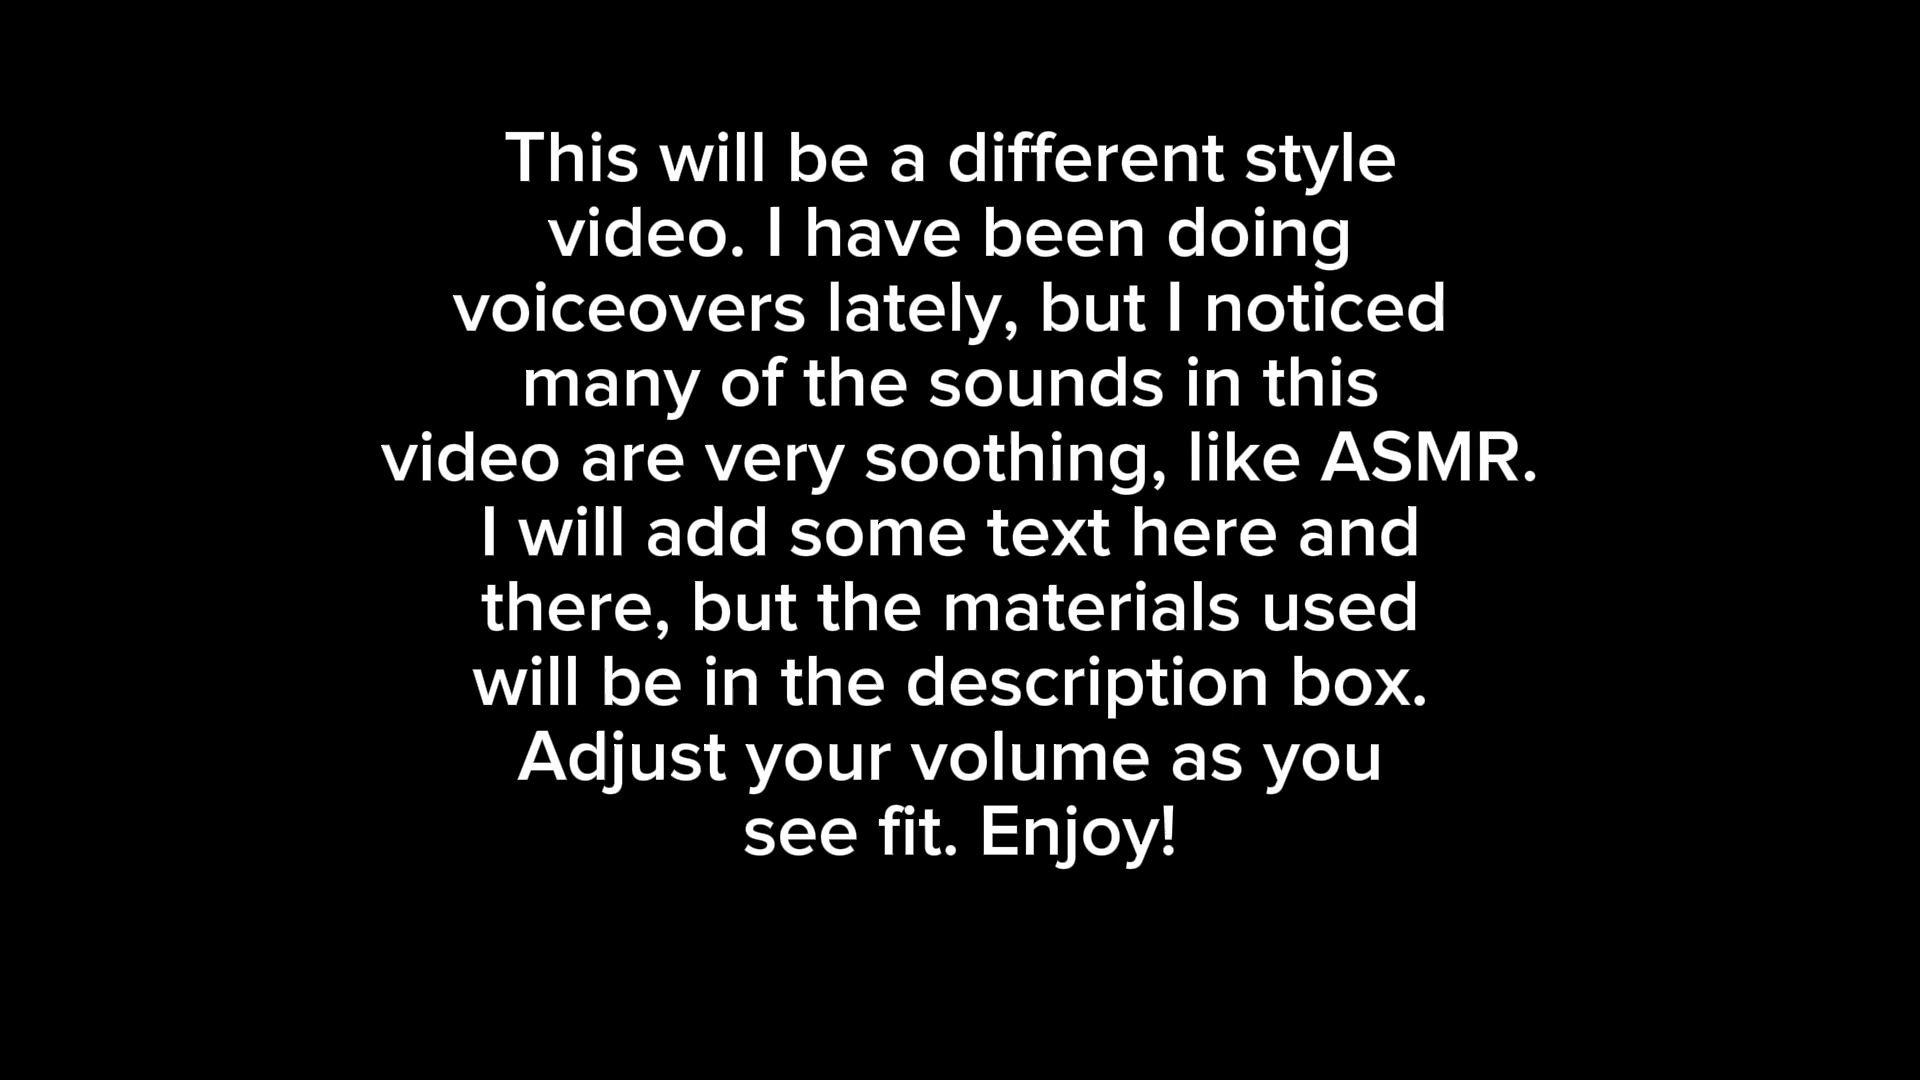 This will be a different style
video. I have been doing
voiceovers lately, but I noticed
many of the sounds in this
video are very soothing, like ASMR.
I will add some text here and
there, but the materials used
will be in the description box.
Adjust your volume as you
see fit. Enjoy!